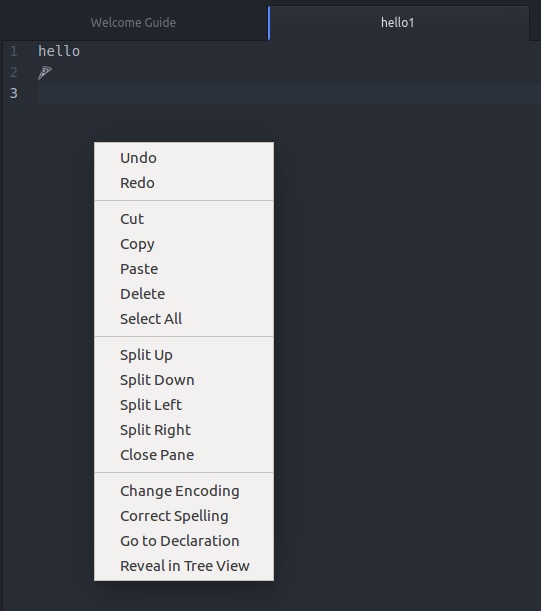 Welcome Guide hello1
1 hello
2 🍕
3
Undo
Redo
Cut
Copy
Paste
Delete
Select All
Split Up
Split Down
Split Left
Split Right
Close Pane
Change Encoding
Correct Spelling
Go to Declaration
Reveal in Tree View